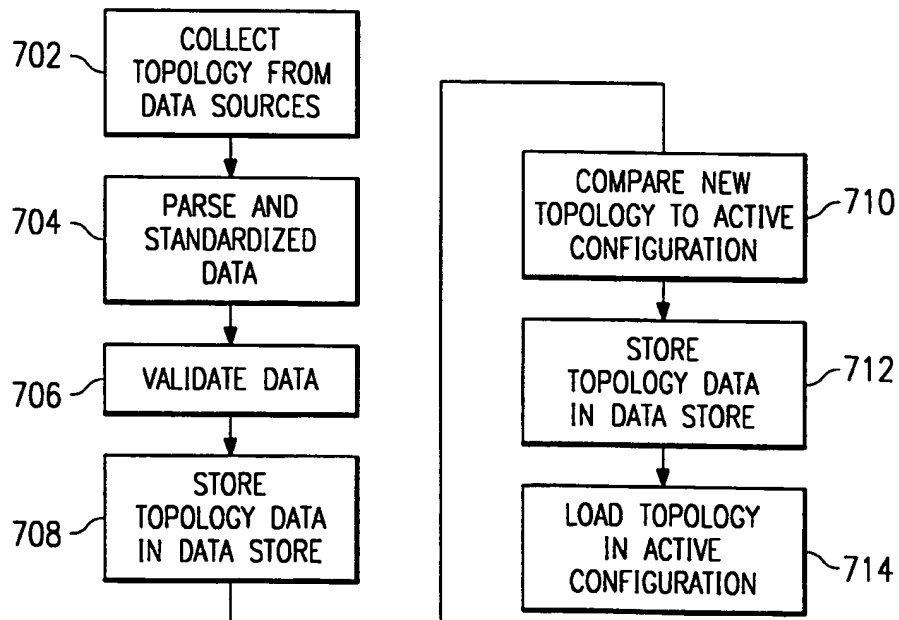 702
COLLECT
TOPOLOGY FROM
DATA SOURCES
704
PARSE AND
STANDARDIZED
DATA
706
VALIDATE DATA
708
STORE
TOPOLOGY DATA
IN DATA STORE
COMPARE NEW
TOPOLOGY TO ACTIVE
CONFIGURATION
710
STORE
TOPOLOGY DATA
IN DATA STORE
712
LOAD TOPOLOGY
IN ACTIVE
CONFIGURATION
714